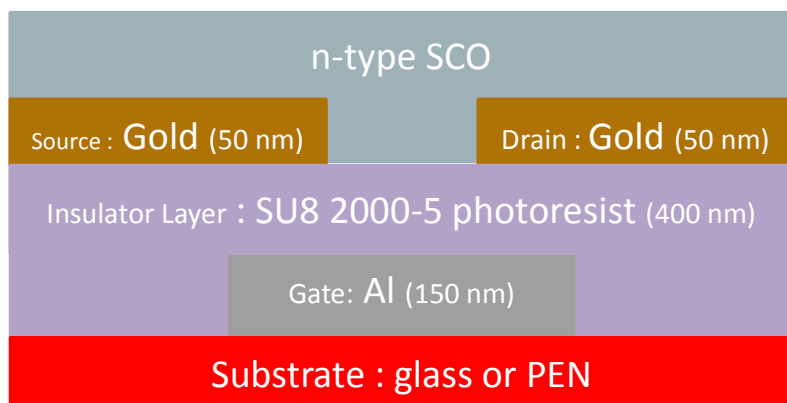 n-type SCO
Source : Gold (50 nm)
Drain : Gold (50 nm)
Insulator Layer : SU8 2000-5 photoresist (400 nm)
Gate: Al (150 nm)
Substrate : glass or PEN